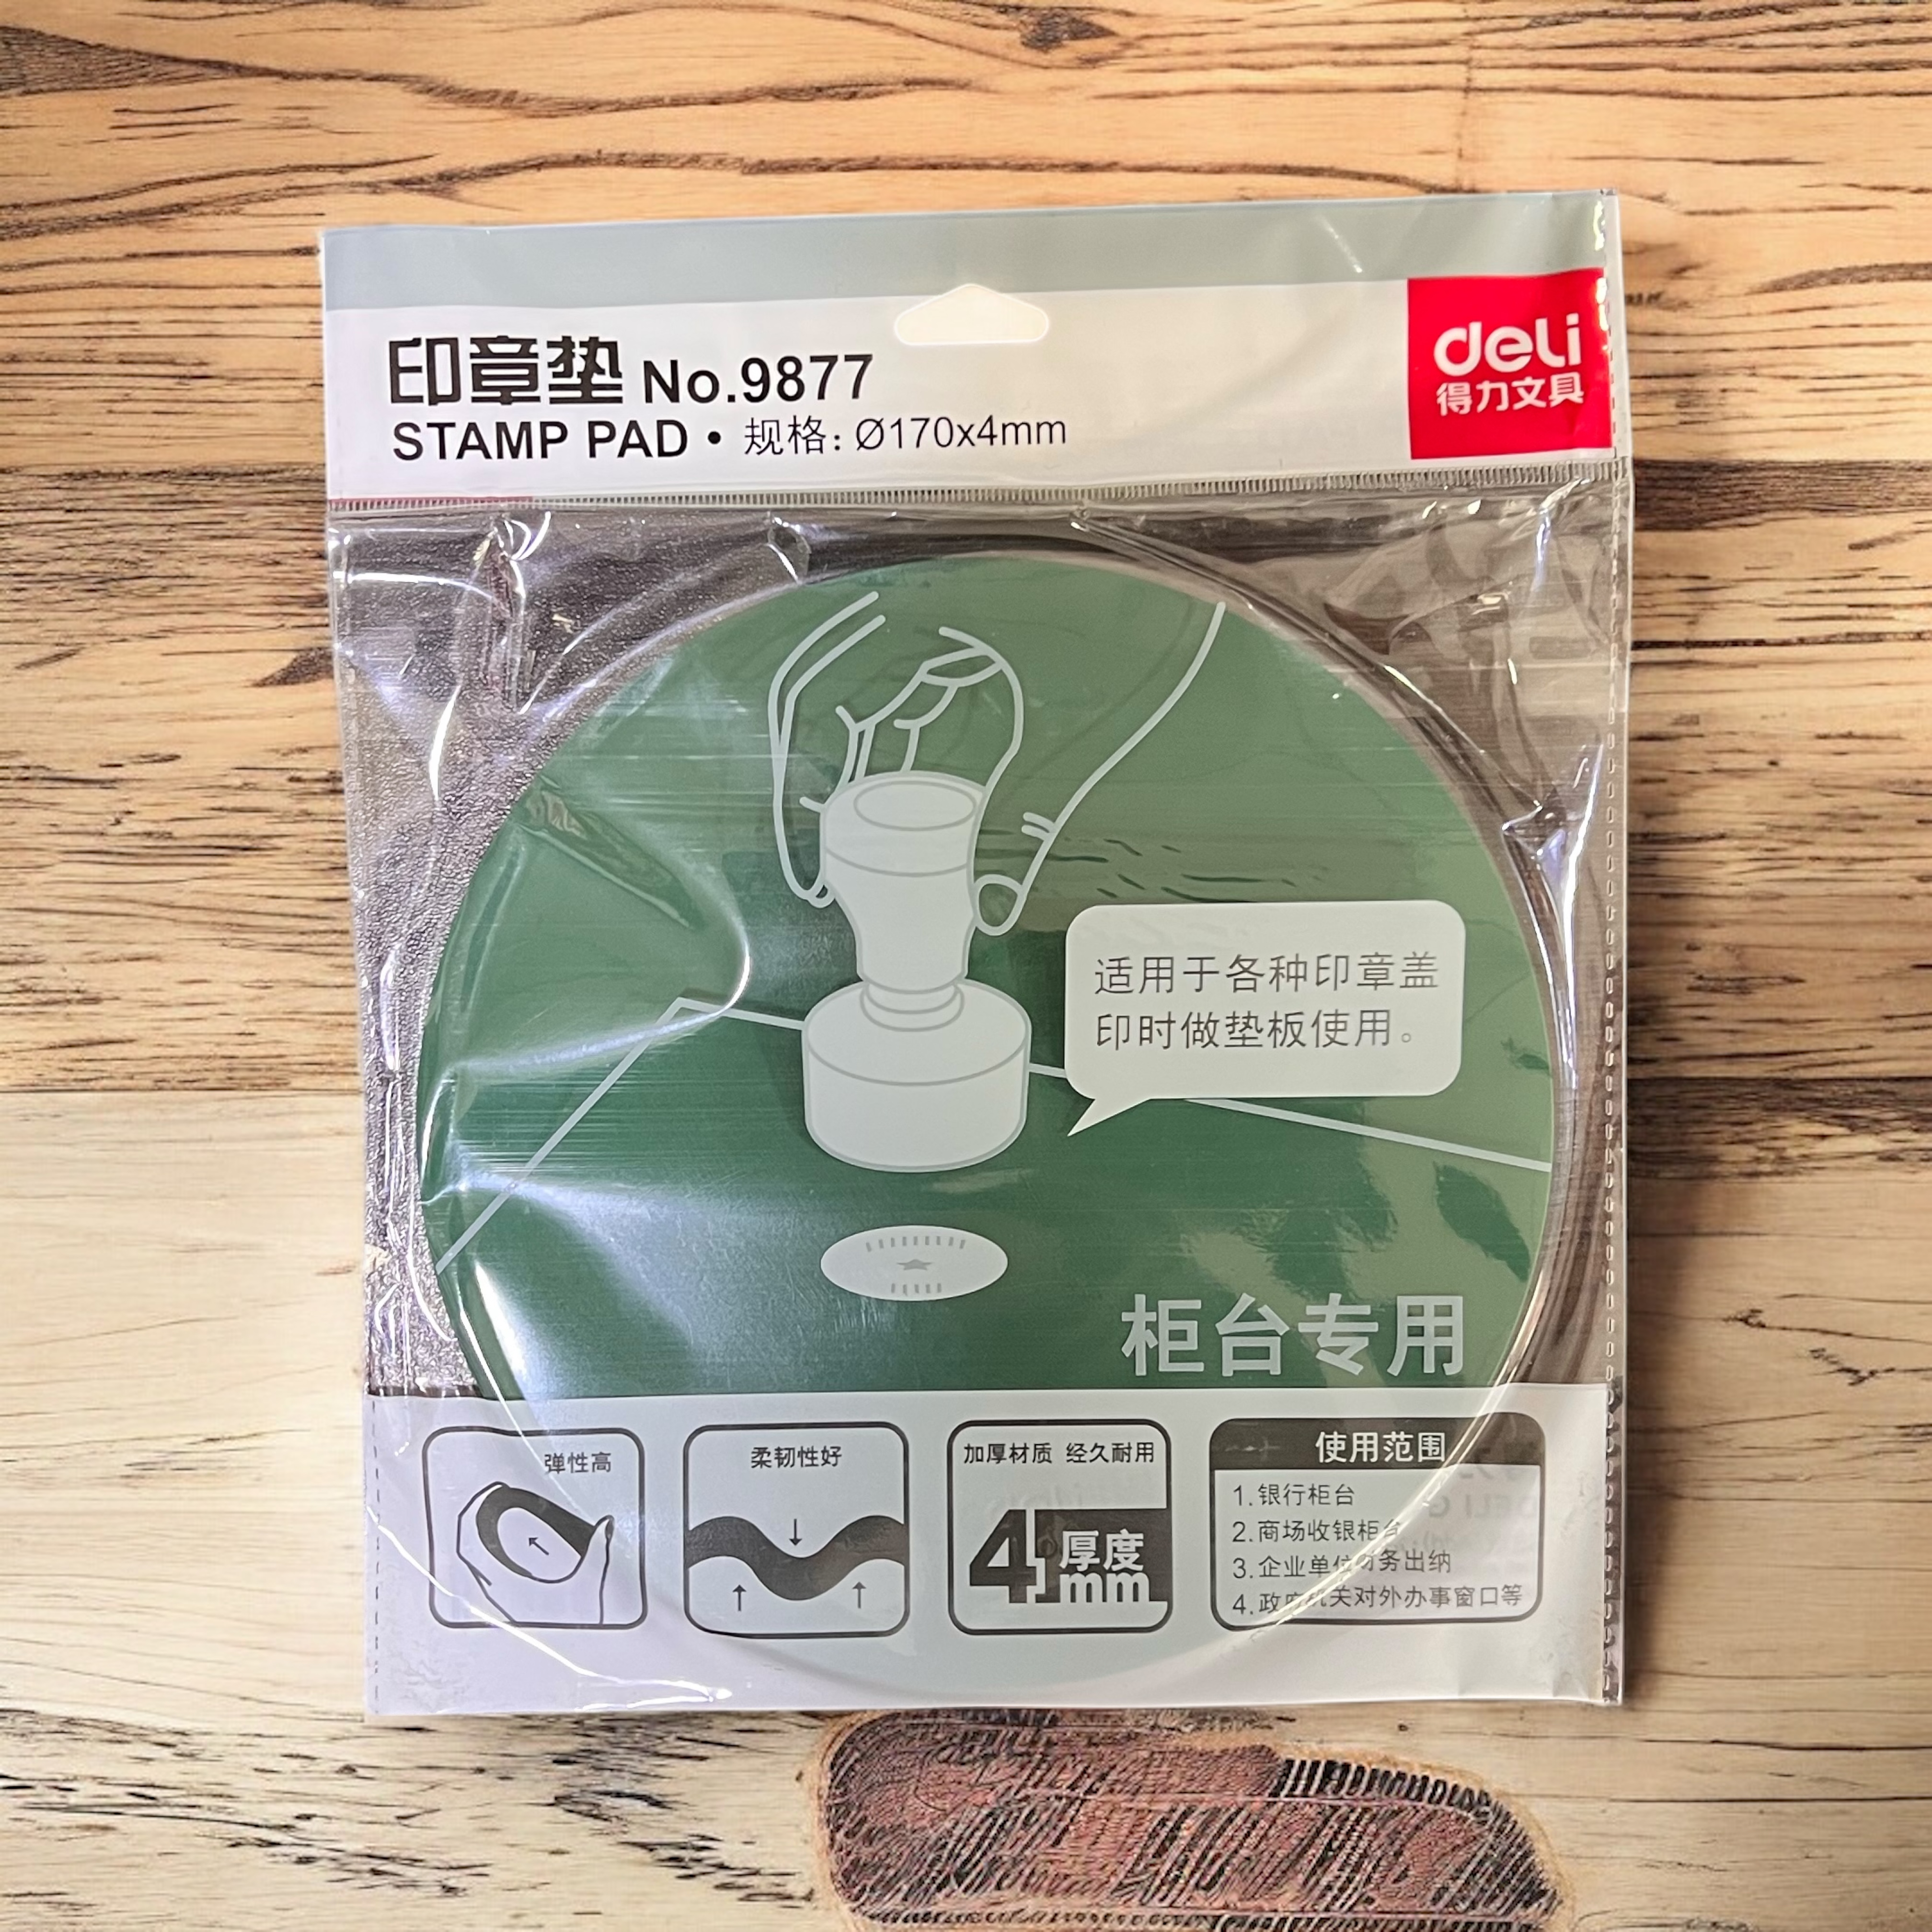 印章垫 No.9877
STAMP PAD • 规格: Ø170x4mm
deli
得力文具
适用于各种印章盖
印时做垫板使用。
柜台专用
弹性高
柔韧性好
加厚材质 经久耐用
4mm厚度
使用范围
1.银行柜台
2.商场收银柜台
3.企业单位财务出纳
4.政府机关对外办事窗口等